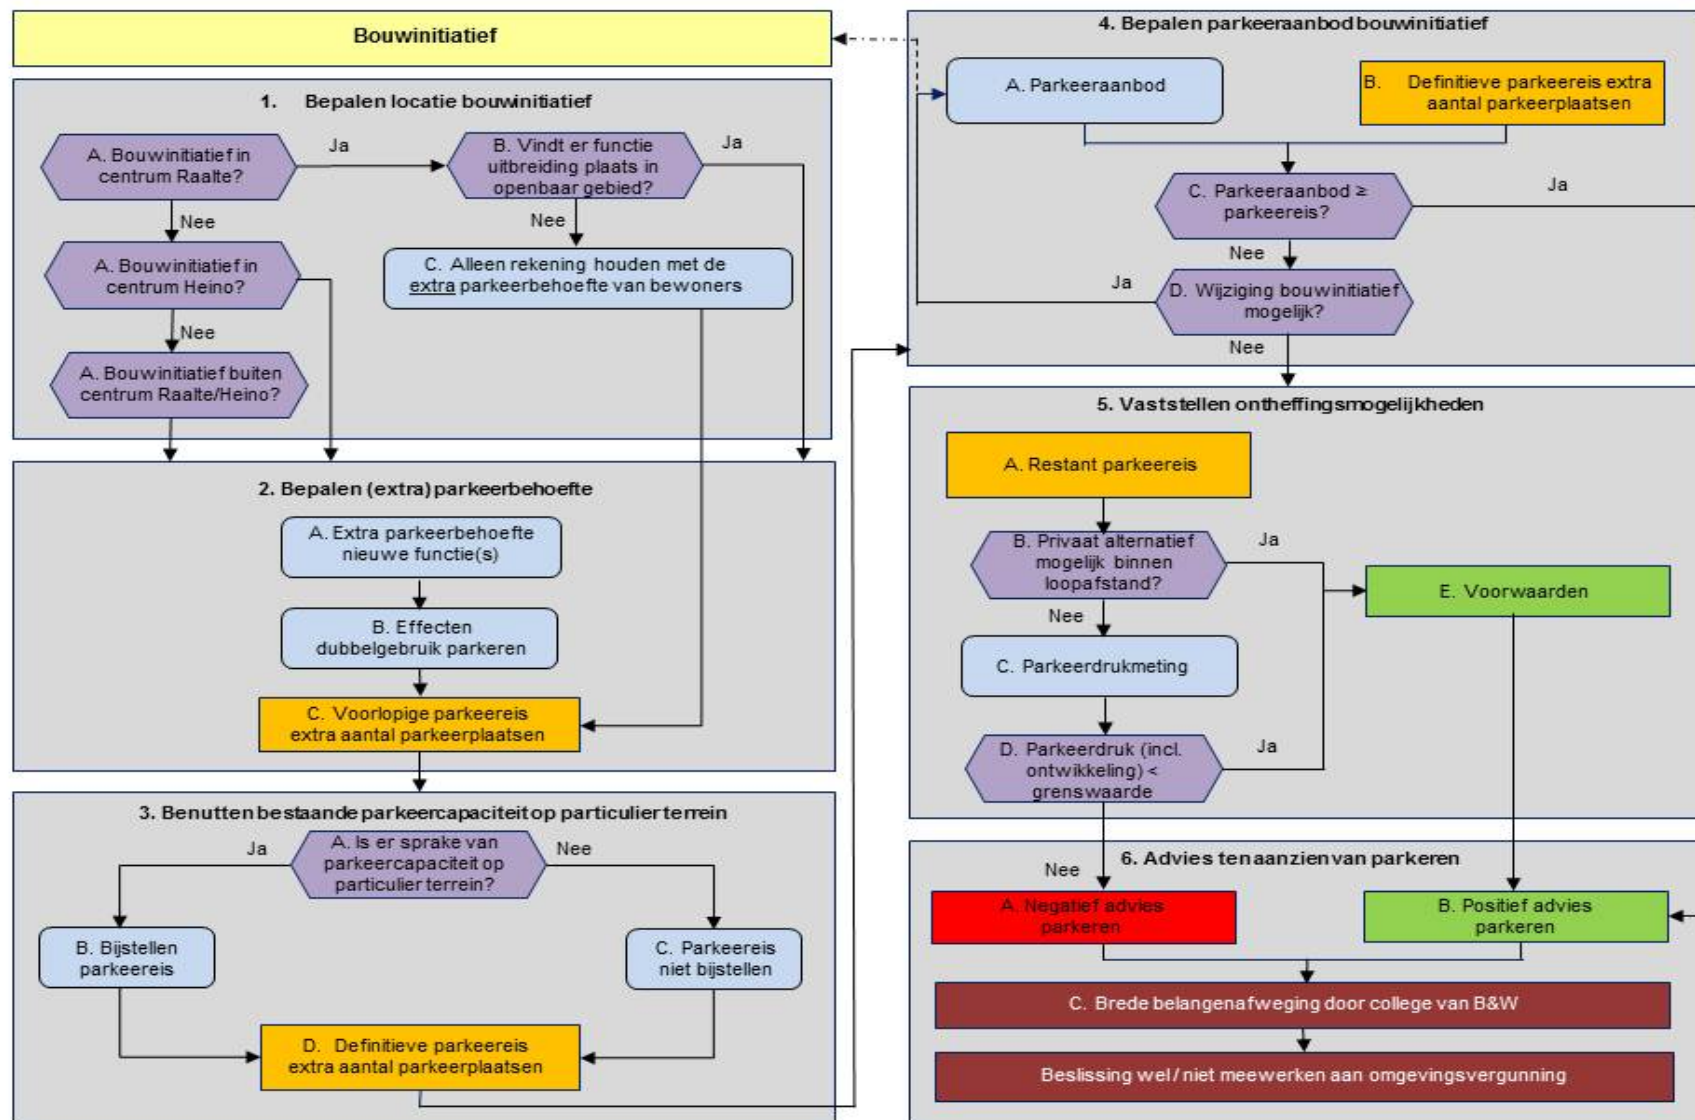 Bouwinitiatief
1. Bepalen locatie bouwinitiatief
A. Bouwinitiatief in
centrum Raalte?
Ja
B. Vindt er functie
uitbreiding plaats in
openbaar gebied?
Ja
Nee
Nee
A. Bouwinitiatief in
centrum Heino?
C. Alleen rekening houden met de
extra parkeerbehoefte van bewoners
Nee
A. Bouwinitiatief buiten
centrum Raalte/Heino?
2. Bepalen (extra) parkeerbehoefte
A. Extra parkeerbehoefte
nieuwe functie(s)
B. Effecten
dubbelgebruik parkeren
C. Voorlopige parkeereis
extra aantal parkeerplaatsen
3. Benutten bestaande parkeercapaciteit op particulier terrein
Ja
A. Is er sprake van
parkeercapaciteit op
particulier terrein?
Nee
B. Bijstellen
parkeereis
C. Parkeereis
niet bijstellen
D. Definitieve parkeereis
extra aantal parkeerplaatsen
4. Bepalen parkeeraanbod bouwinitiatief
A. Parkeeraanbod
B. Definitieve parkeereis extra
aantal parkeerplaatsen
C. Parkeeraanbod ≥
parkeereis?
Ja
Nee
Ja
D. Wijziging bouwinitiatief
mogelijk?
Nee
5. Vaststellen ontheffingsmogelijkheden
A. Restant parkeereis
B. Privaat alternatief
mogelijk binnen
loopafstand?
Ja
E. Voorwaarden
Nee
C. Parkeerdrukmeting
D. Parkeerdruk (incl.
ontwikkeling) <
grenswaarde
Ja
6. Advies ten aanzien van parkeren
Nee
A. Negatief advies
parkeren
B. Positief advies
parkeren
C. Brede belangenafweging door college van B&W
Beslissing wel / niet meewerken aan omgevingsvergunning